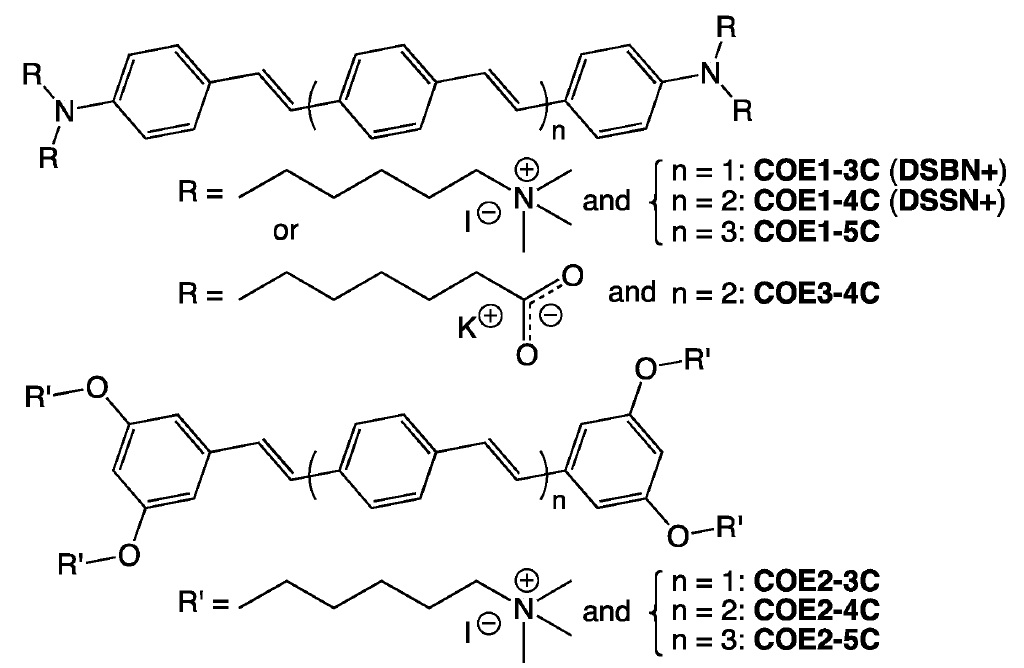 R
R
N
R
n
N
R
R
R = N ⊕ I ⊖ and n = 1: COE1-3C (DSBN+)
n = 2: COE1-4C (DSSN+)
or n = 3: COE1-5C
R = O O ⊖ K ⊕ and n = 2: COE3-4C
R' O
O R'
n
R' O
O R'
R' = N ⊕ I ⊖ and n = 1: COE2-3C
n = 2: COE2-4C
n = 3: COE2-5C